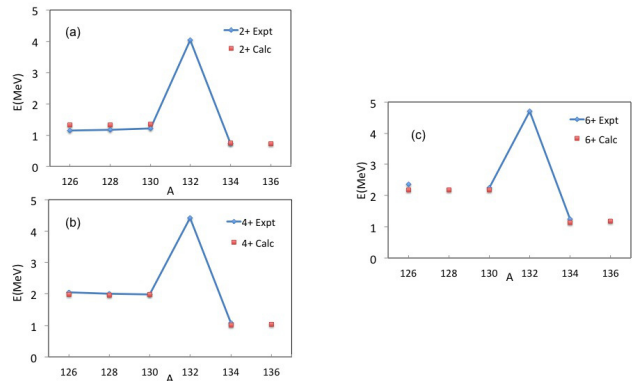 (a)
2+ Expt
2+ Calc
5
4
3
2
1
0
E(MeV)
126 128 130 132 134 136
A
(b)
4+ Expt
4+ Calc
5
4
3
2
1
0
E(MeV)
126 128 130 132 134 136
A
(c)
6+ Expt
6+ Calc
5
4
3
2
1
0
E(MeV)
126 128 130 132 134 136
A